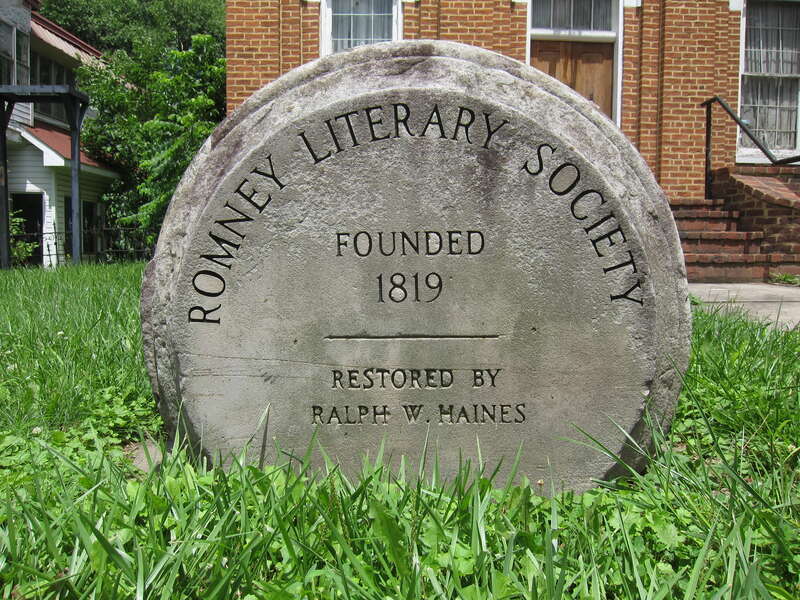 ROMNEY LITERARY SOCIETY
FOUNDED
1819
RESTORED BY
RALPH W. HAINES